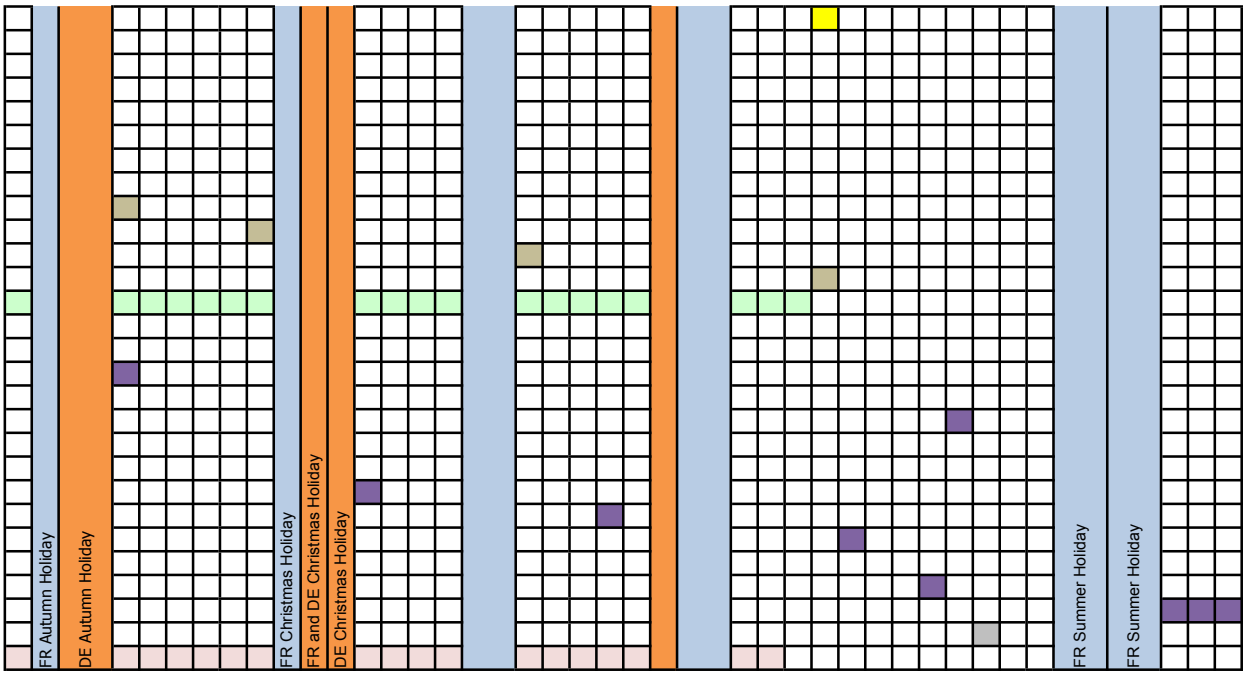 FR Autumn Holiday
DE Autumn Holiday
FR Christmas Holiday
FR and DE Christmas Holiday
DE Christmas Holiday
FR Summer Holiday
FR Summer Holiday